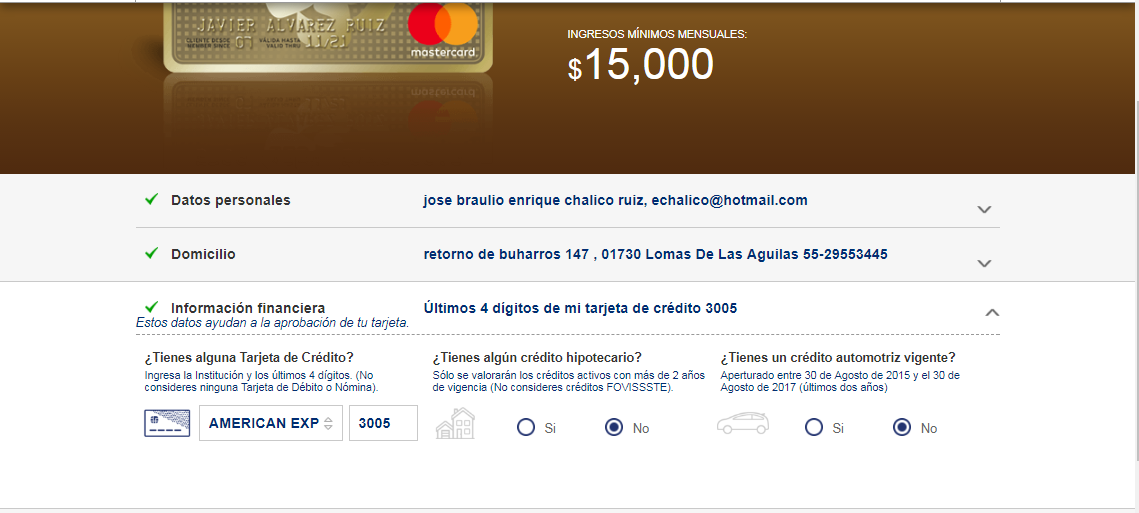 JAVIER ALVAREZ RUIZ
CLIENTE DESDE
MEMBER SINCE 07 VÁLIDA HASTA
VALID THRU 11/21
mastercard
INGRESOS MÍNIMOS MENSUALES:
$15,000
Datos personales jose braulio enrique chalico ruiz, echalico@hotmail.com
Domicilio retorno de buharros 147 , 01730 Lomas De Las Aguilas 55-29553445
Información financiera Últimos 4 dígitos de mi tarjeta de crédito 3005
Estos datos ayudan a la aprobación de tu tarjeta.
¿Tienes alguna Tarjeta de Crédito?
Ingresa la Institución y los últimos 4 dígitos. (No
consideres ninguna Tarjeta de Débito o Nómina).
AMERICAN EXP 3005
¿Tienes algún crédito hipotecario?
Sólo se valorarán los créditos activos con más de 2 años
de vigencia (No consideres créditos FOVISSSTE).
Si No
¿Tienes un crédito automotriz vigente?
Aperturado entre 30 de Agosto de 2015 y el 30 de
Agosto de 2017 (últimos dos años)
Si No